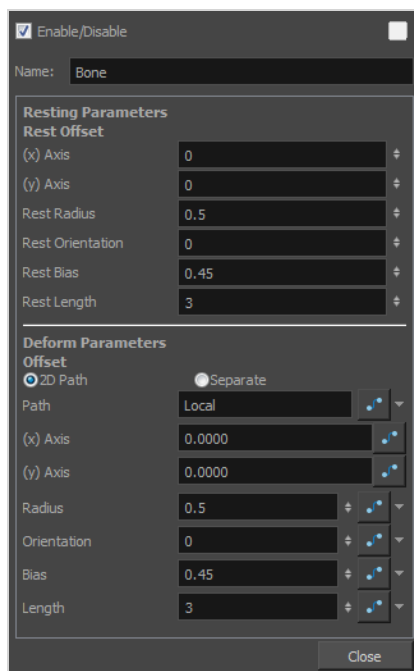 Enable/Disable
Name: Bone
Resting Parameters
Rest Offset
(x) Axis 0
(y) Axis 0
Rest Radius 0.5
Rest Orientation 0
Rest Bias 0.45
Rest Length 3
Deform Parameters
Offset
2D Path Separate
Path Local
(x) Axis 0.0000
(y) Axis 0.0000
Radius 0.5
Orientation 0
Bias 0.45
Length 3
Close